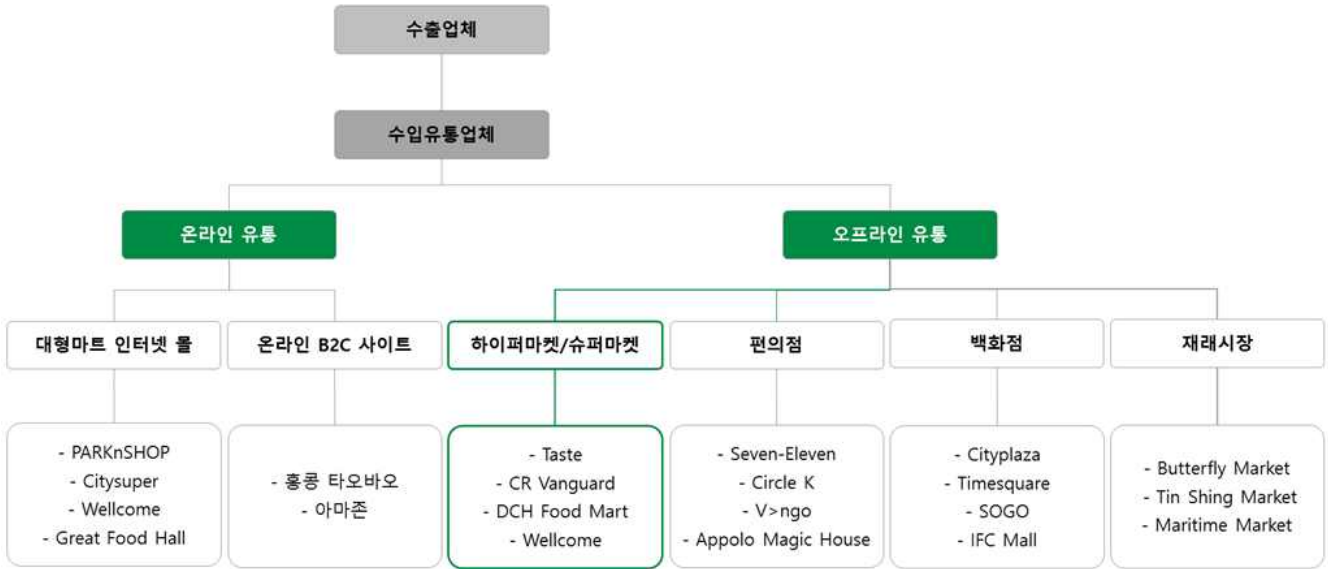 수출업체
수입유통업체
온라인 유통
오프라인 유통
대형마트 인터넷 몰
온라인 B2C 사이트
하이퍼마켓/슈퍼마켓
편의점
백화점
재래시장
- PARKnSHOP
- Citysuper
- Wellcome
- Great Food Hall
- 홍콩 타오바오
- 아마존
- Taste
- CR Vanguard
- DCH Food Mart
- Wellcome
- Seven-Eleven
- Circle K
- V>ngo
- Appolo Magic House
- Cityplaza
- Timesquare
- SOGO
- IFC Mall
- Butterfly Market
- Tin Shing Market
- Maritime Market